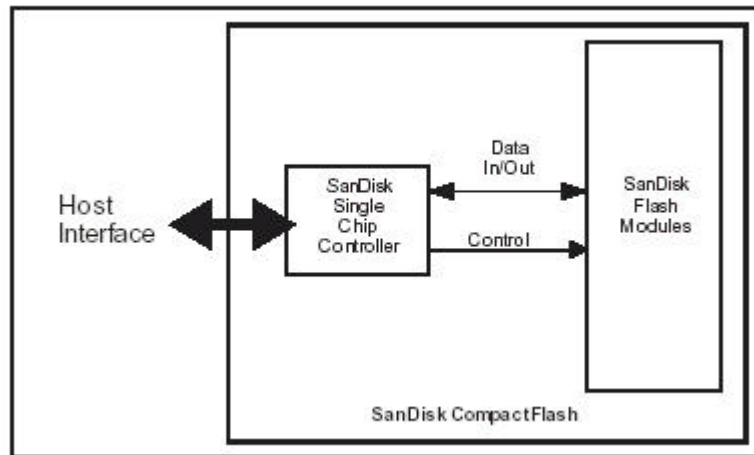 Host
Interface
SanDisk
Single
Chip
Controller
Data
In/Out
Control
SanDisk
Flash
Modules
SanDisk CompactFlash